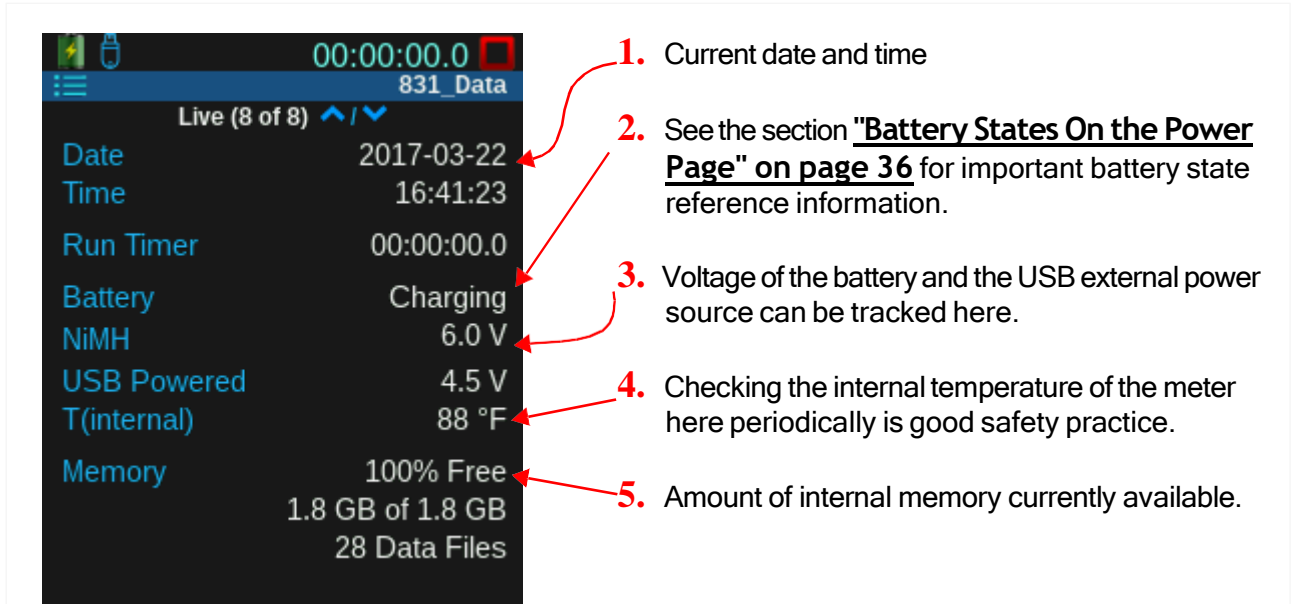 00:00:00.0
831_Data
Live (8 of 8) /
Date 2017-03-22
Time 16:41:23
Run Timer 00:00:00.0
Battery Charging
NiMH 6.0 V
USB Powered 4.5 V
T(internal) 88 °F
Memory 100% Free
1.8 GB of 1.8 GB
28 Data Files
1. Current date and time
2. See the section "Battery States On the Power
Page" on page 36 for important battery state
reference information.
3. Voltage of the battery and the USB external power
source can be tracked here.
4. Checking the internal temperature of the meter
here periodically is good safety practice.
5. Amount of internal memory currently available.